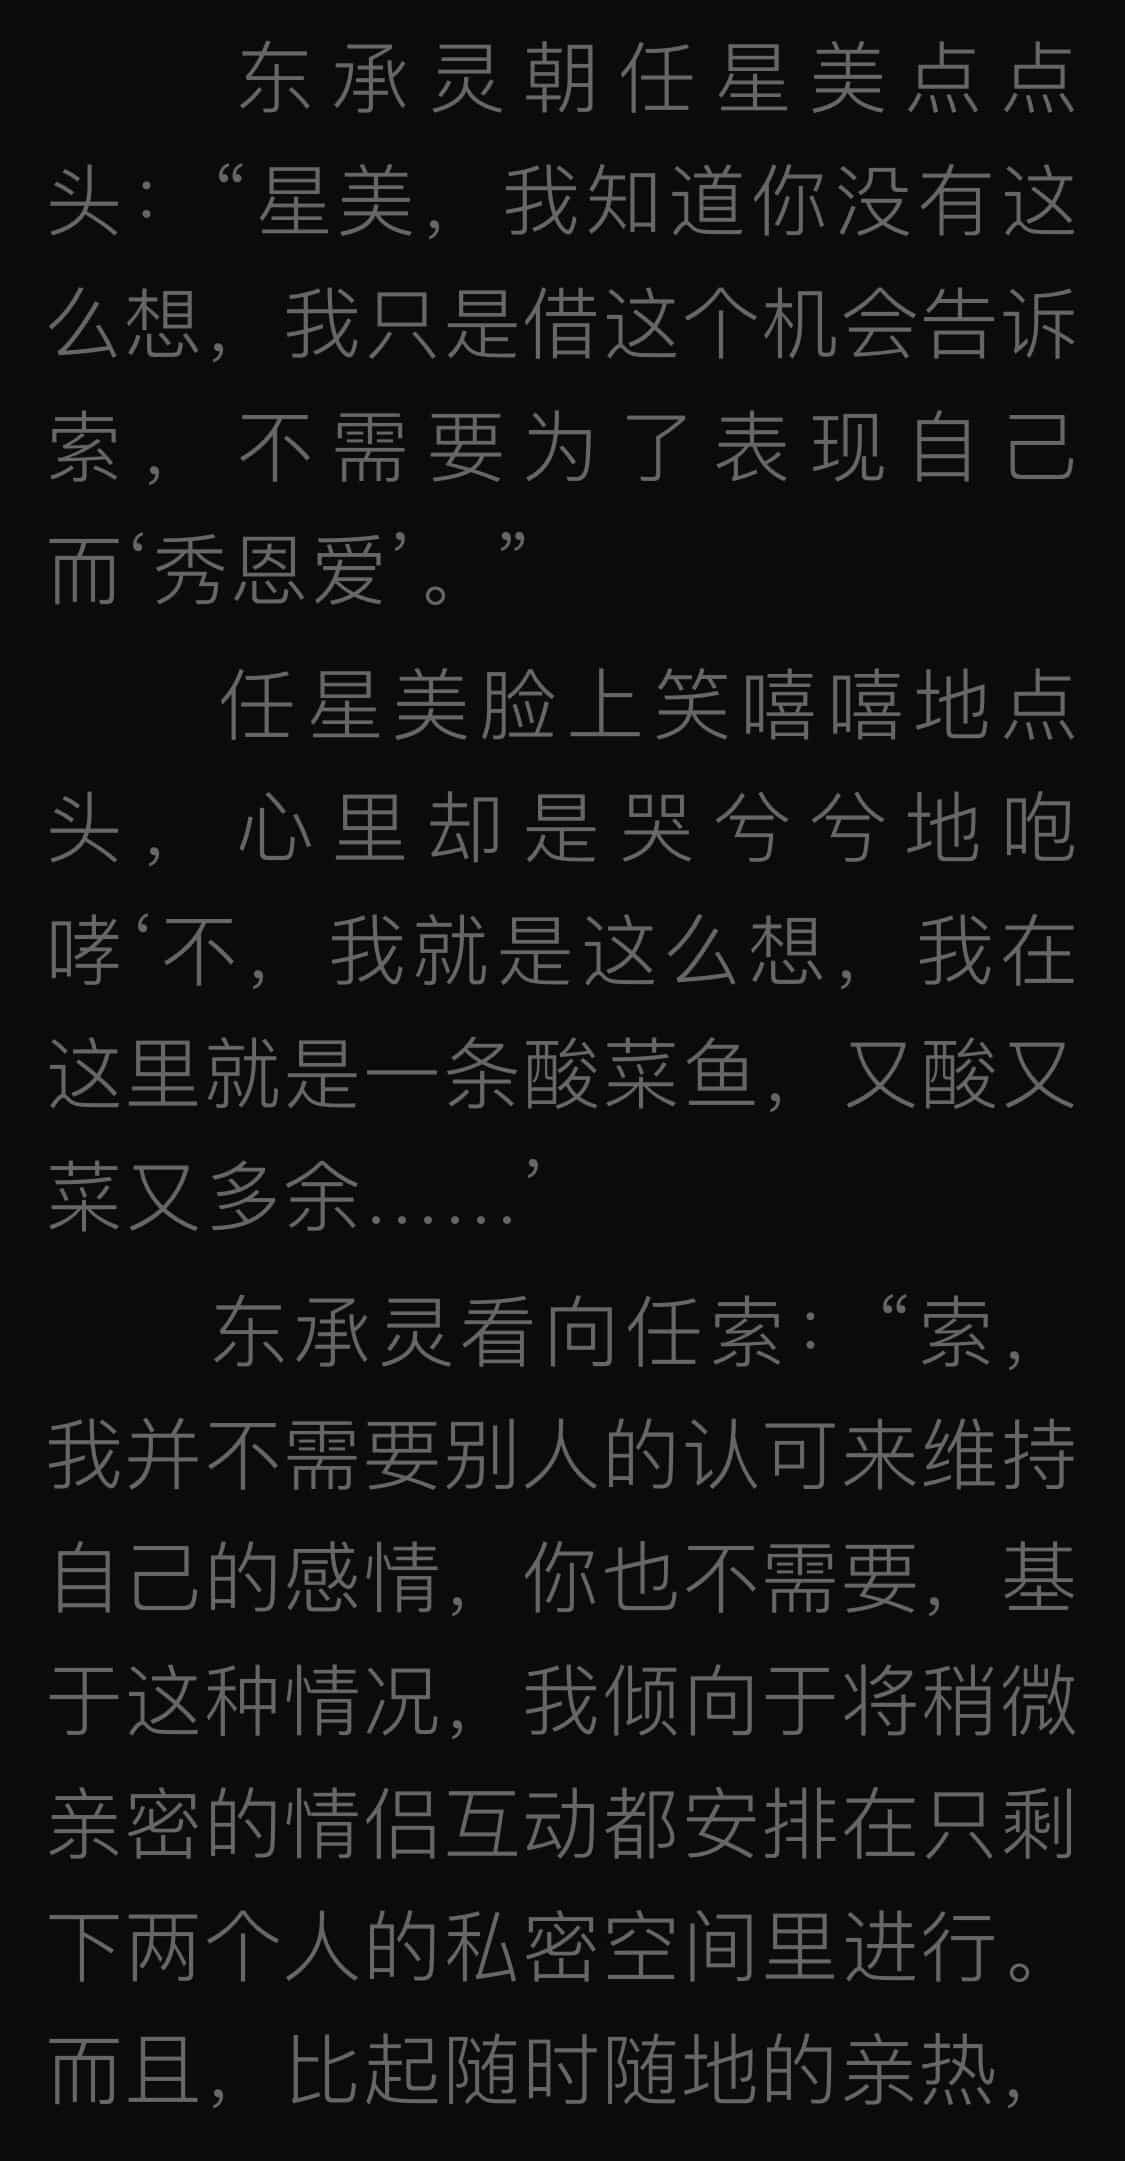 东承灵朝任星美点点
头：“星美，我知道你没有这
么想，我只是借这个机会告诉
索，不需要为了表现自己
而‘秀恩爱’。”
任星美脸上笑嘻嘻地点
头，心里却是哭兮兮地咆
哮‘不，我就是这么想，我在
这里就是一条酸菜鱼，又酸又
菜又多余……’
东承灵看向任索：“索，
我并不需要别人的认可来维持
自己的感情，你也不需要，基
于这种情况，我倾向于将稍微
亲密的情侣互动都安排在只剩
下两个人的私密空间里进行。
而且，比起随时随地的亲热，